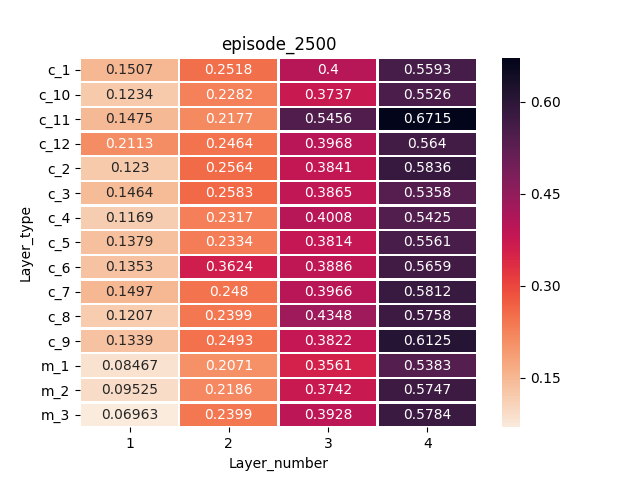 episode_2500
c_1 0.1507 0.2518 0.4 0.5593
c_10 0.1234 0.2282 0.3737 0.5526 0.60
c_11 0.1475 0.2177 0.5456 0.6715
c_12 0.2113 0.2464 0.3968 0.564
c_2 0.123 0.2564 0.3841 0.5836
c_3 0.1464 0.2583 0.3865 0.5358 0.45
c_4 0.1169 0.2317 0.4008 0.5425
c_5 0.1379 0.2334 0.3814 0.5561
c_6 0.1353 0.3624 0.3886 0.5659
c_7 0.1497 0.248 0.3966 0.5812 0.30
c_8 0.1207 0.2399 0.4348 0.5758
c_9 0.1339 0.2493 0.3822 0.6125
m_1 0.08467 0.2071 0.3561 0.5383 0.15
m_2 0.09525 0.2186 0.3742 0.5747
m_3 0.06963 0.2399 0.3928 0.5784
1 2 3 4
Layer_number
Layer_type